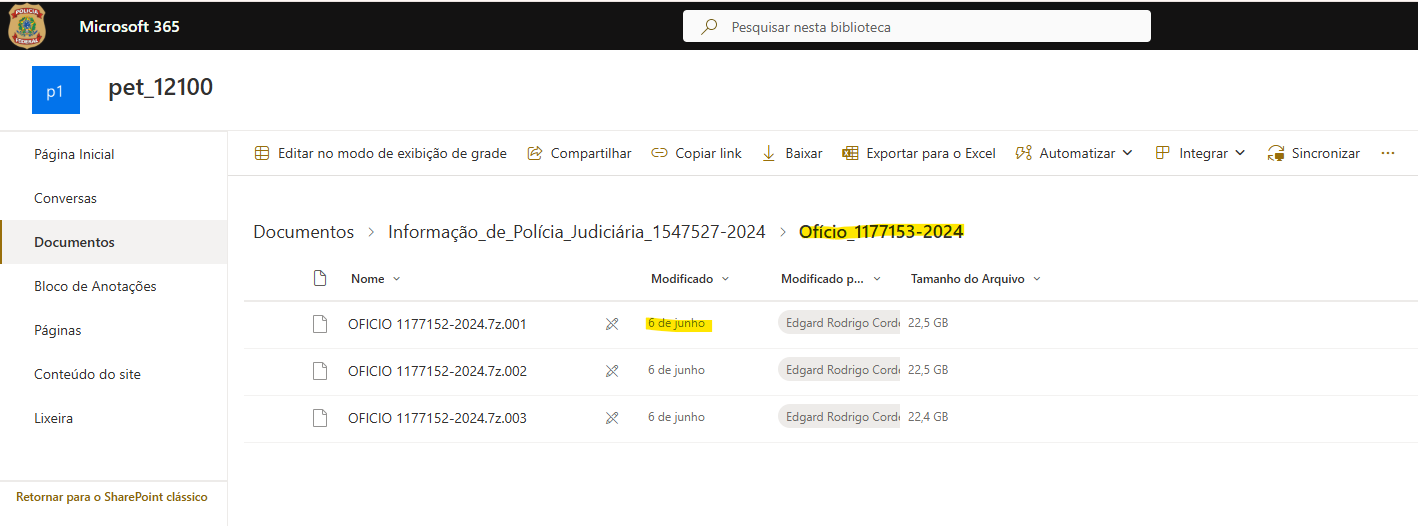 POLÍCIA
FEDERAL
Microsoft 365
Pesquisar nesta biblioteca
p1
pet_12100
Página Inicial
Conversas
Documentos
Bloco de Anotações
Páginas
Conteúdo do site
Lixeira
Retornar para o SharePoint clássico
Editar no modo de exibição de grade Compartilhar Copiar link Baixar Exportar para o Excel Automatizar Integrar Sincronizar ...
Documentos > Informação_de_Polícia_Judiciária_1547527-2024 > Ofício_1177153-2024
Nome Modificado Modificado p... Tamanho do Arquivo
OFICIO 1177152-2024.7z.001 6 de junho Edgard Rodrigo Corde 22,5 GB
OFICIO 1177152-2024.7z.002 6 de junho Edgard Rodrigo Corde 22,5 GB
OFICIO 1177152-2024.7z.003 6 de junho Edgard Rodrigo Corde 22,4 GB